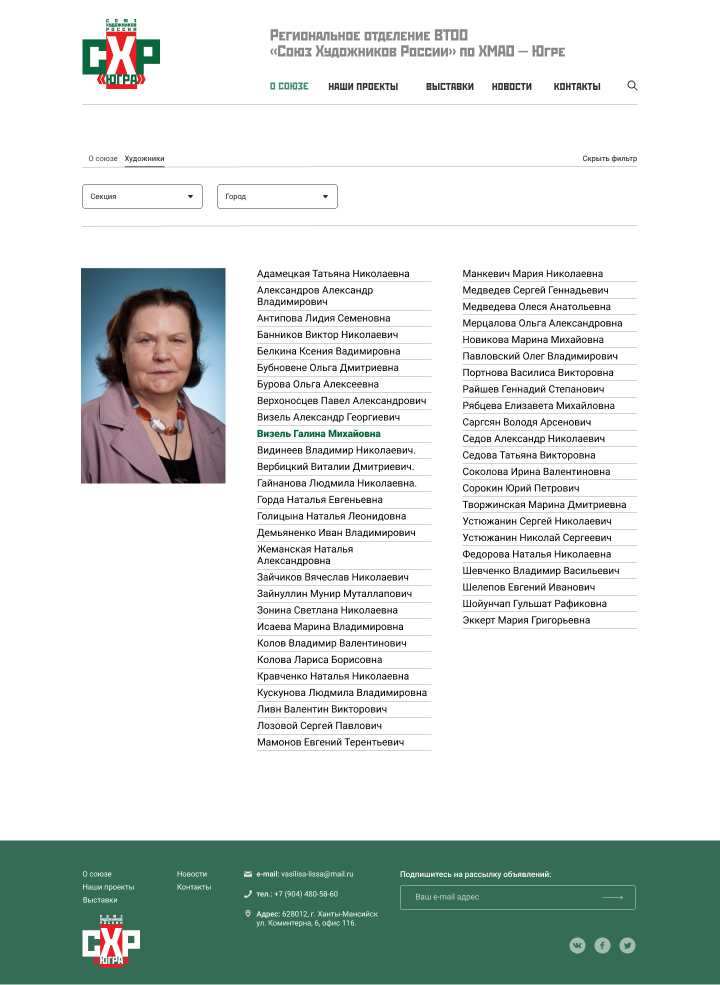 СОЮЗ
ХУДОЖНИКОВ
РОССИИ
СХР
«ЮГРА»
Региональное отделение ВТОО
«Союз Художников России» по ХМАО — Югре
О СОЮЗЕ НАШИ ПРОЕКТЫ ВЫСТАВКИ НОВОСТИ КОНТАКТЫ
О союзе Художники Скрыть фильтр
Секция Город
Адамецкая Татьяна Николаевна
Александров Александр
Владимирович
Антипова Лидия Семеновна
Банников Виктор Николаевич
Белкина Ксения Вадимировна
Бубновене Ольга Дмитриевна
Бурова Ольга Алексеевна
Верхоносцев Павел Александрович
Визель Александр Георгиевич
Визель Галина Михайовна
Видинеев Владимир Николаевич.
Вербицкий Виталии Дмитриевич.
Гайнанова Людмила Николаевна.
Горда Наталья Евгеньевна
Голицына Наталья Леонидовна
Демьяненко Иван Владимирович
Жеманская Наталья
Александровна
Зайчиков Вячеслав Николаевич
Зайнуллин Мунир Муталлапович
Зонина Светлана Николаевна
Исаева Марина Владимировна
Колов Владимир Валентинович
Колова Лариса Борисовна
Кравченко Наталья Николаевна
Кускунова Людмила Владимировна
Ливн Валентин Викторович
Лозовой Сергей Павлович
Мамонов Евгений Терентьевич
Манкевич Мария Николаевна
Медведев Сергей Геннадьевич
Медведева Олеся Анатольевна
Мерцалова Ольга Александровна
Новикова Марина Михайовна
Павловский Олег Владимирович
Портнова Василиса Викторовна
Райшев Геннадий Степанович
Рябцева Елизавета Михайловна
Саргсян Володя Арсенович
Седов Александр Николаевич
Седова Татьяна Викторовна
Соколова Ирина Валентиновна
Сорокин Юрий Петрович
Творжинская Марина Дмитриевна
Устюжанин Сергей Николаевич
Устюжанин Николай Сергеевич
Федорова Наталья Николаевна
Шевченко Владимир Васильевич
Шелепов Евгений Иванович
Шойунчап Гульшат Рафиковна
Эккерт Мария Григорьевна
О союзе
Наши проекты
Выставки
Новости
Контакты
e-mail: vasilisa-lissa@mail.ru
тел.: +7 (904) 480-58-60
Адрес: 628012, г. Ханты-Мансийск
ул. Коминтерна, 6, офис 116.
Подпишитесь на рассылку объявлений:
Ваш e-mail адрес
СОЮЗ
ХУДОЖНИКОВ
РОССИИ
СХР
«ЮГРА»